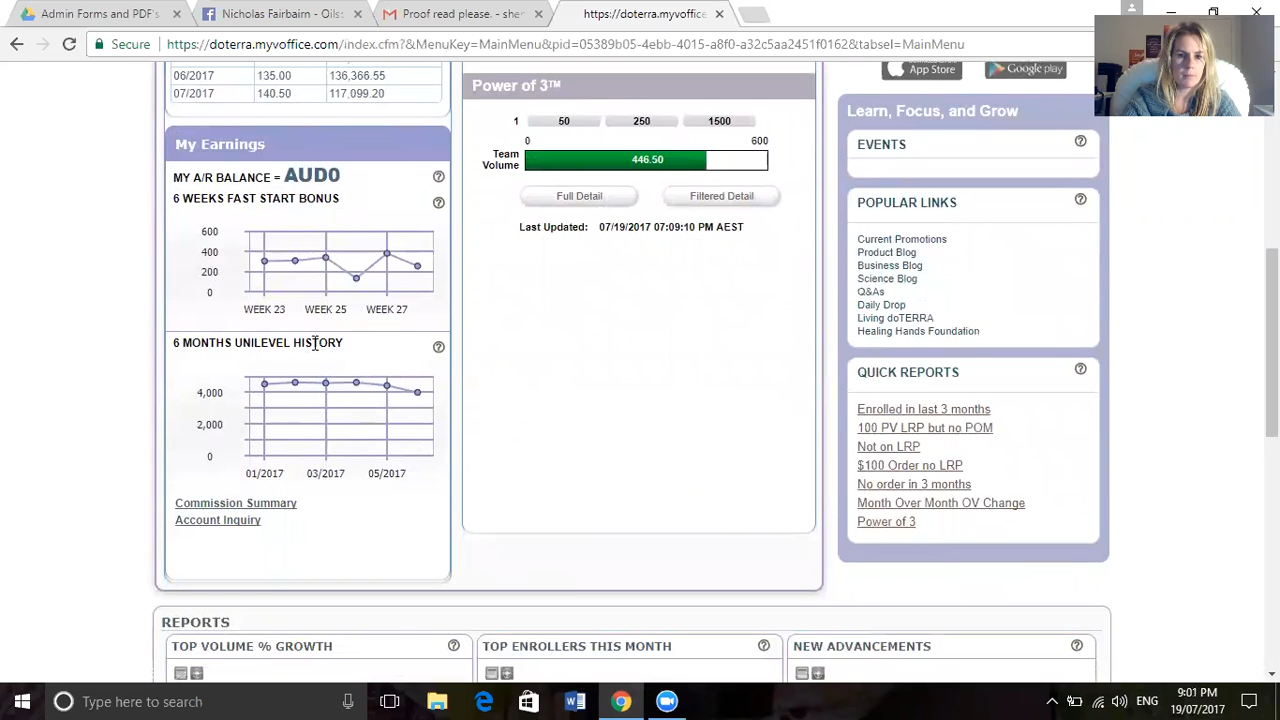 Admin Forms and PDF's
Nicholas Fairbairn - Oils
Proof read please. - sher
https://doterra.myvoffice
Secure
https://doterra.myvoffice.com/index.cfm?&MenuKey=MainMenu&pid=05389b05-4ebb-4015-a8f0-a32c5aa2451f0162&tabsel=MainMenu
06/2017 135.00 136,366.55
07/2017 140.50 117,099.20
My Earnings
MY A/R BALANCE = AUD0
6 WEEKS FAST START BONUS
600
400
200
0
WEEK 23 WEEK 25 WEEK 27
6 MONTHS UNILEVEL HISTORY
4,000
2,000
0
01/2017 03/2017 05/2017
Commission Summary
Account Inquiry
Power of 3™
1 50 250 1500
0 600
Team Volume 446.50
Full Detail Filtered Detail
Last Updated: 07/19/2017 07:09:10 PM AEST
App Store Google play
Learn, Focus, and Grow
EVENTS
POPULAR LINKS
Current Promotions
Product Blog
Business Blog
Science Blog
Q&As
Daily Drop
Living doTERRA
Healing Hands Foundation
QUICK REPORTS
Enrolled in last 3 months
100 PV LRP but no POM
Not on LRP
$100 Order no LRP
No order in 3 months
Month Over Month OV Change
Power of 3
REPORTS
TOP VOLUME % GROWTH
TOP ENROLLERS THIS MONTH
NEW ADVANCEMENTS
Type here to search
ENG
9:01 PM
19/07/2017